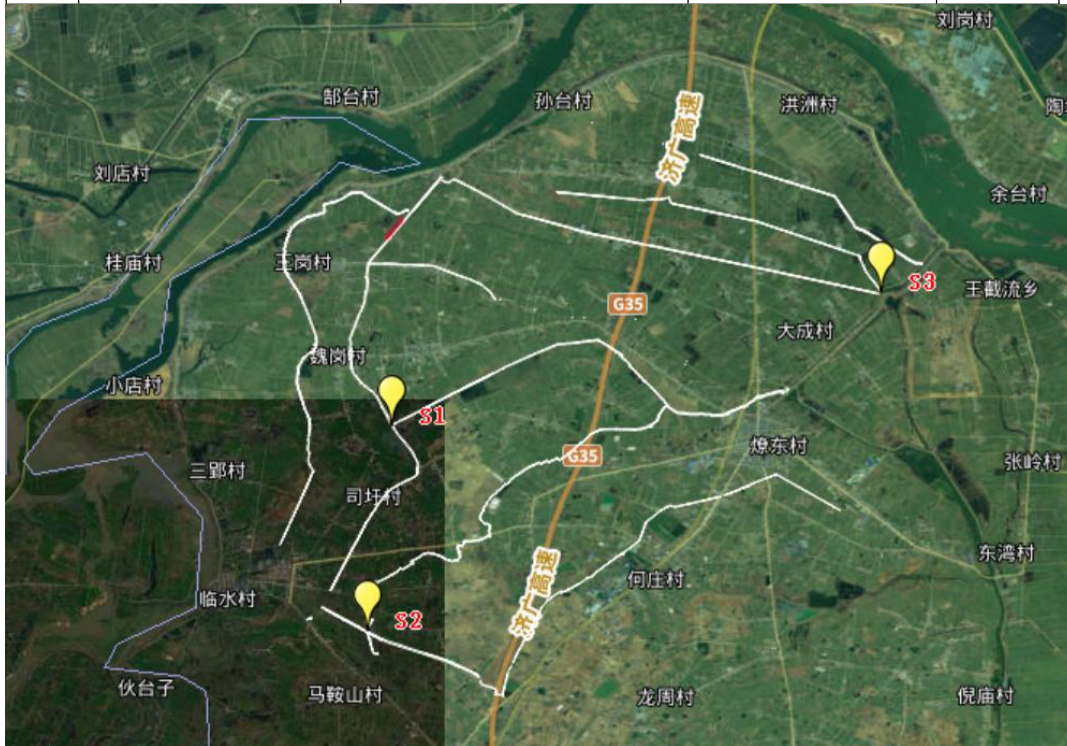 刘岗村
郜台村
孙台村
济广高速
洪洲村
陶
刘店村
余台村
桂庙村
王岗村
S3
王截流乡
G35
大成村
魏岗村
小店村
S1
燎东村
G35
三郢村
张岭村
司圩村
东湾村
济广高速
何庄村
临水村
S2
伙台子
马鞍山村
龙周村
倪庙村